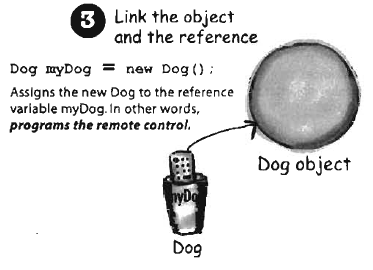 3 Link the object
and the reference
Dog myDog = new Dog();
Assigns the new Dog to the reference
variable myDog. In other words,
programs the remote control.
Dog object
myDog
Dog